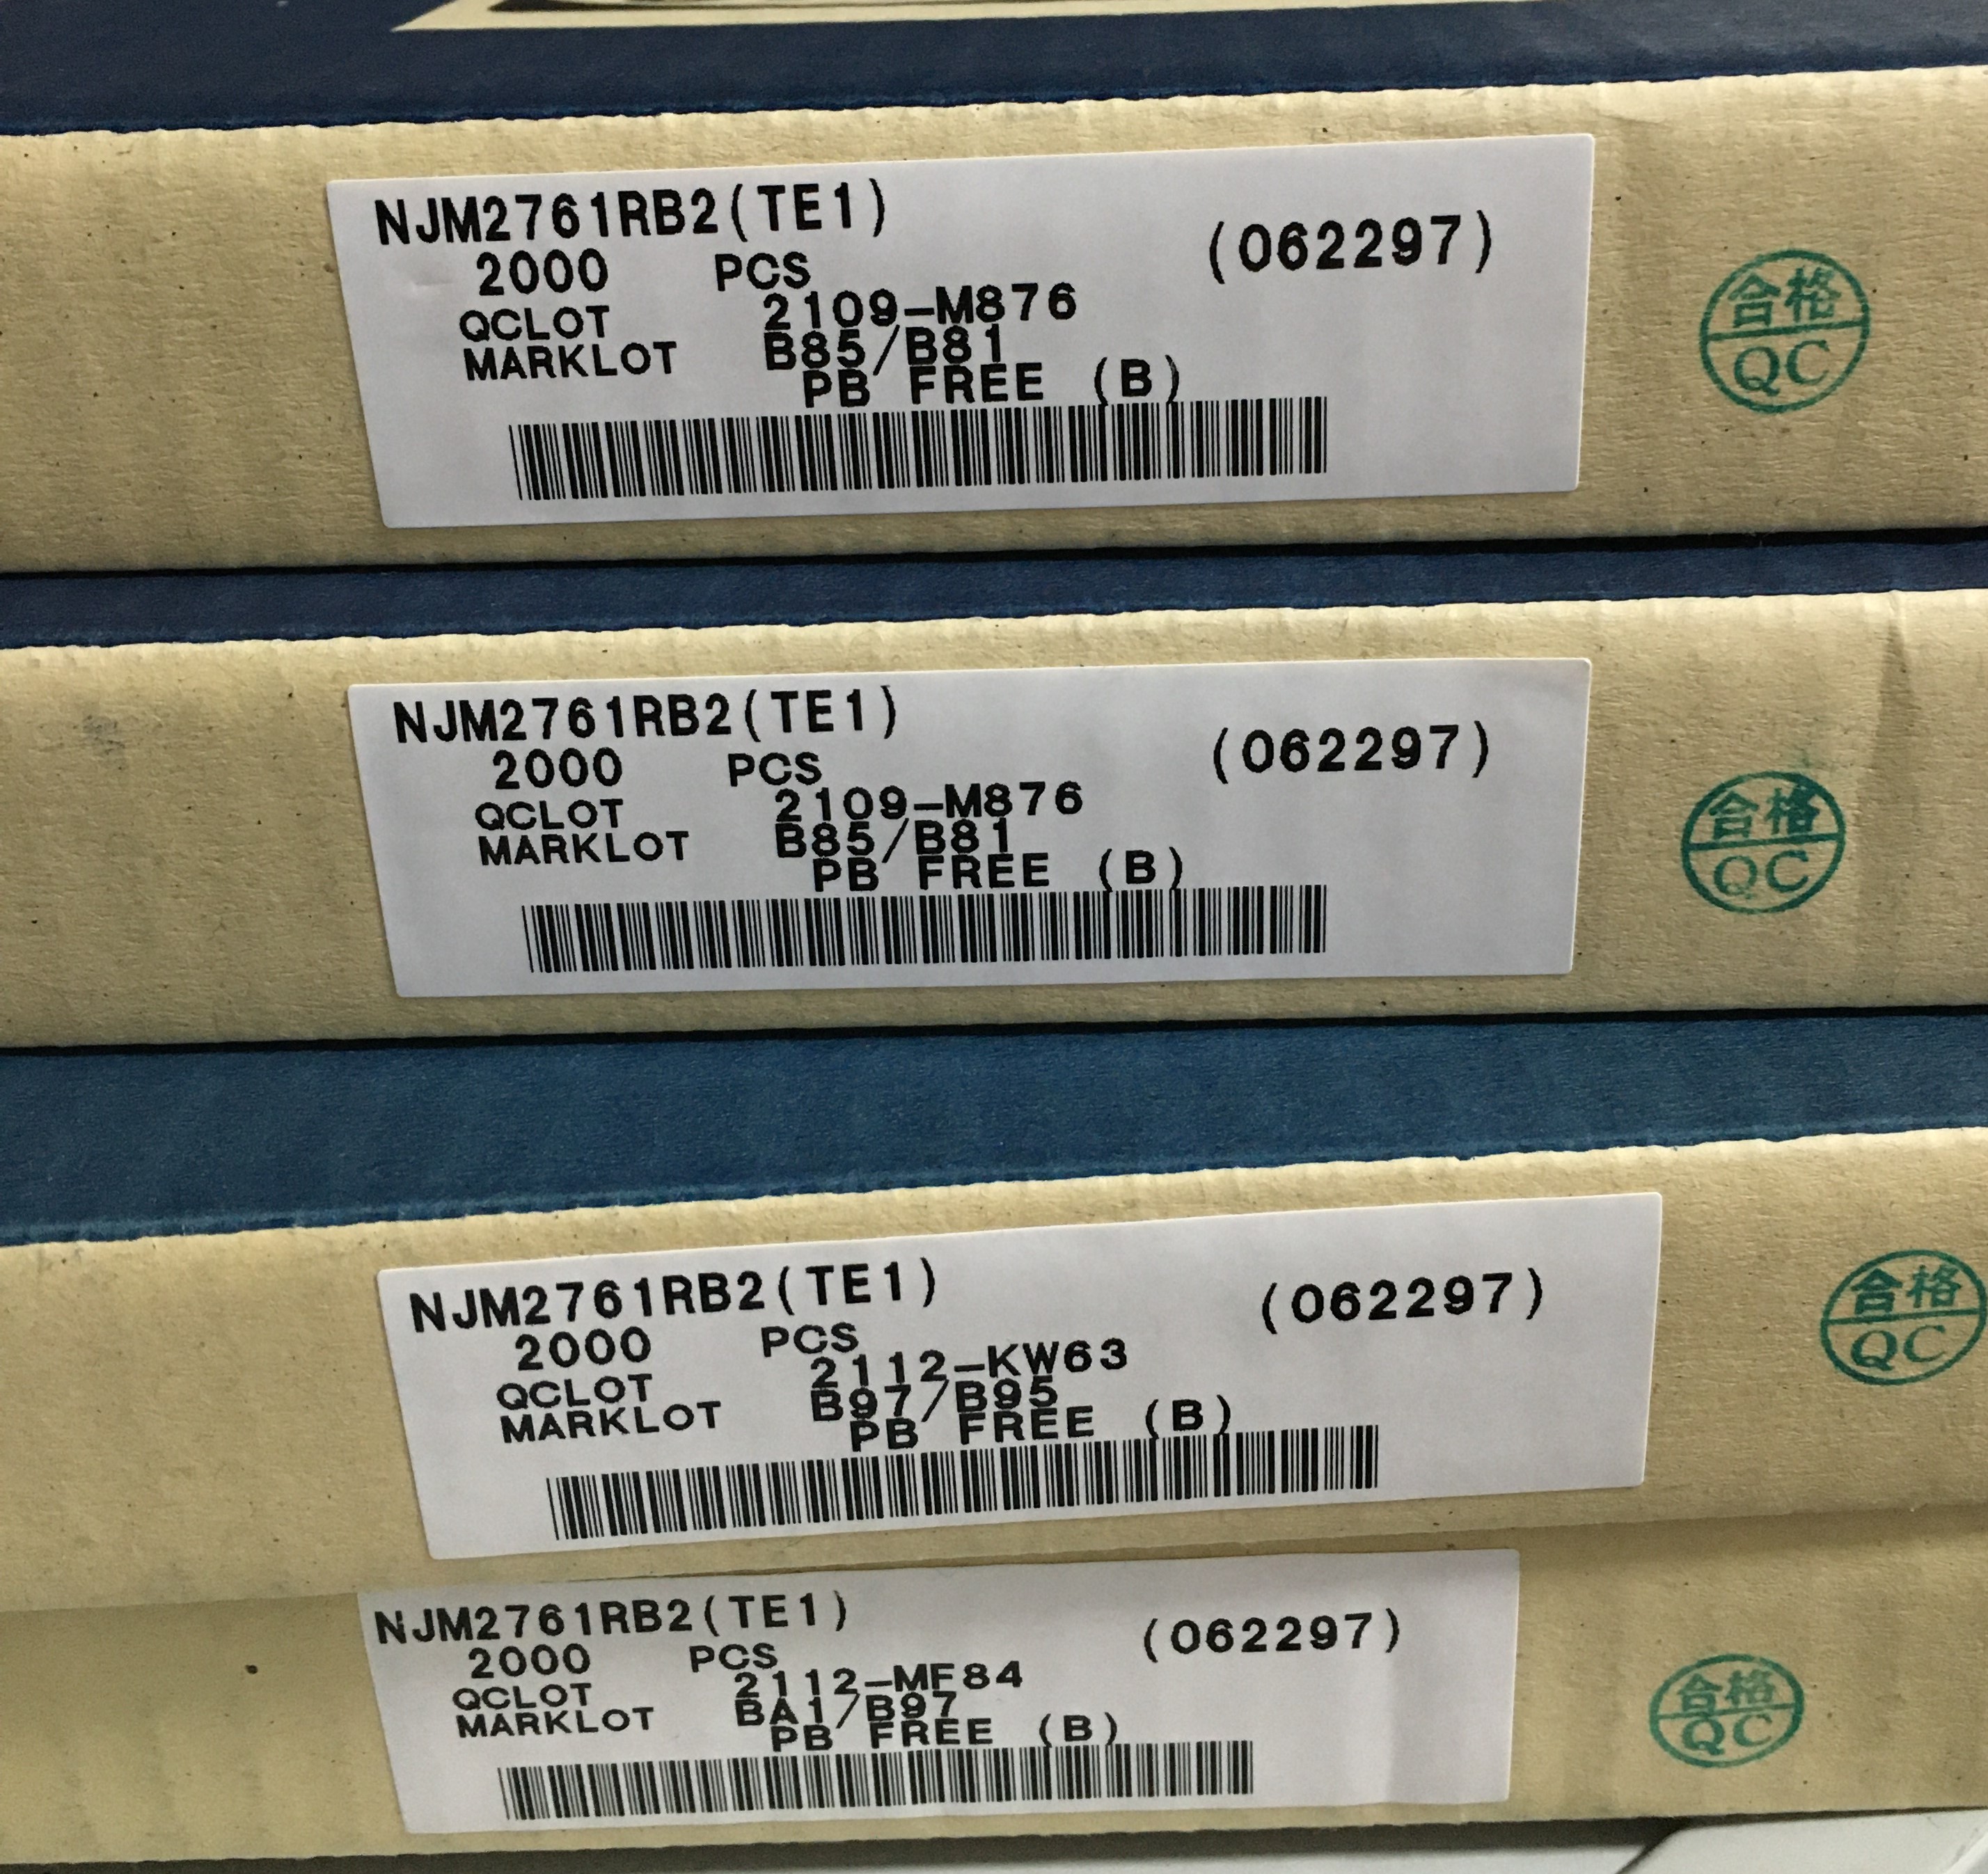 NJM2761RB2(TE1)
(062297)
2000 PCS
QCLOT 2109-M876
MARKLOT B85/B81
PB FREE (B)
合格
QC
NJM2761RB2(TE1)
(062297)
2000 PCS
QCLOT 2109-M876
MARKLOT B85/B81
PB FREE (B)
合格
QC
NJM2761RB2(TE1)
(062297)
2000 PCS
QCLOT 2112-KW63
MARKLOT B97/B95
PB FREE (B)
合格
QC
NJM2761RB2(TE1)
(062297)
2000 PCS
QCLOT 2112-MF84
MARKLOT BA1/B97
PB FREE (B)
合格
QC